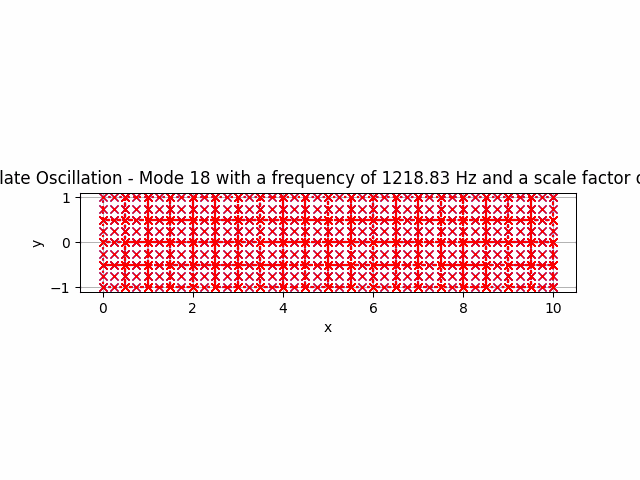 late Oscillation - Mode 18 with a frequency of 1218.83 Hz and a scale factor
1
0
−1
y
0 2 4 6 8 10
x